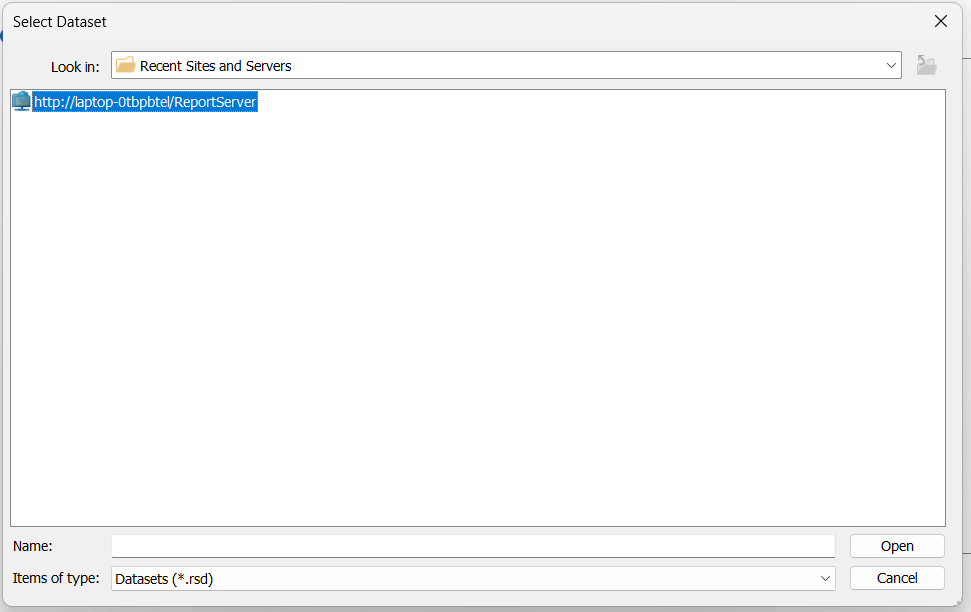 Select Dataset
Look in: Recent Sites and Servers
http://laptop-0tbpbtel/ReportServer
Name: Open
Items of type: Datasets (*.rsd) Cancel